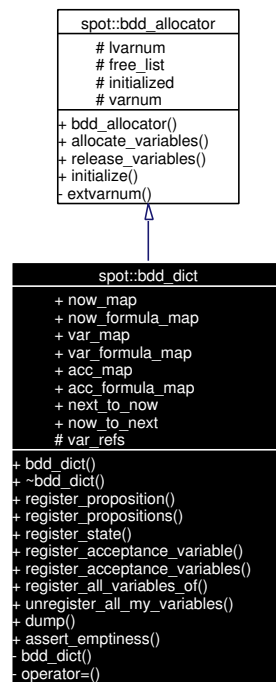 spot::bdd_allocator
# lvarnum
# free_list
# initialized
# varnum
+ bdd_allocator()
+ allocate_variables()
+ release_variables()
+ initialize()
- extvarnum()
spot::bdd_dict
+ now_map
+ now_formula_map
+ var_map
+ var_formula_map
+ acc_map
+ acc_formula_map
+ next_to_now
+ now_to_next
# var_refs
+ bdd_dict()
+ ~bdd_dict()
+ register_proposition()
+ register_propositions()
+ register_state()
+ register_acceptance_variable()
+ register_acceptance_variables()
+ register_all_variables_of()
+ unregister_all_my_variables()
+ dump()
+ assert_emptiness()
- bdd_dict()
- operator=()